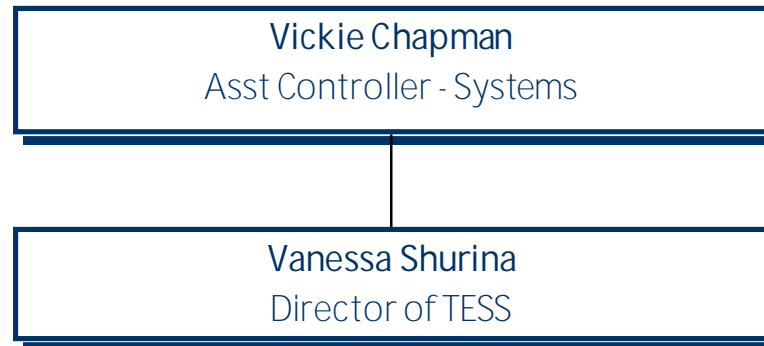 Vickie Chapman
Asst Controller - Systems
Vanessa Shurina
Director of TESS